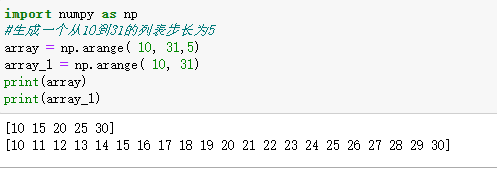 import numpy as np
#生成一个从10到31的列表步长为5
array = np.arange( 10, 31,5)
array_1 = np.arange( 10, 31)
print(array)
print(array_1)
[10 15 20 25 30]
[10 11 12 13 14 15 16 17 18 19 20 21 22 23 24 25 26 27 28 29 30]